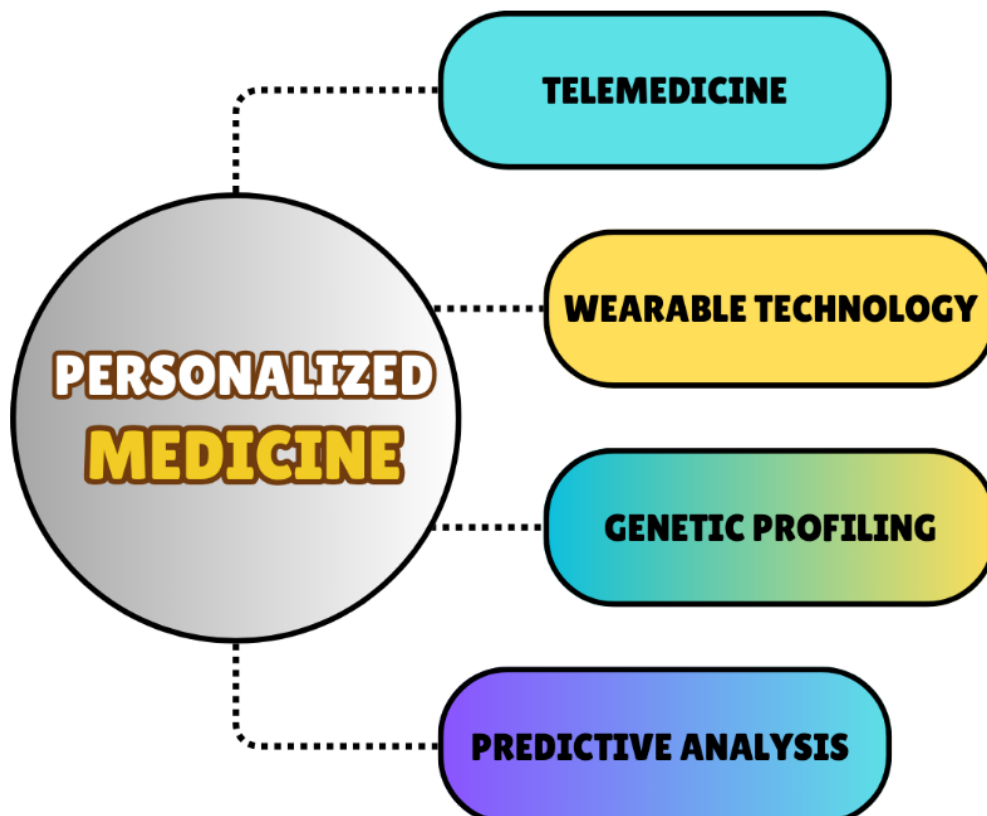 TELEMEDICINE
WEARABLE TECHNOLOGY
PERSONALIZED
MEDICINE
GENETIC PROFILING
PREDICTIVE ANALYSIS